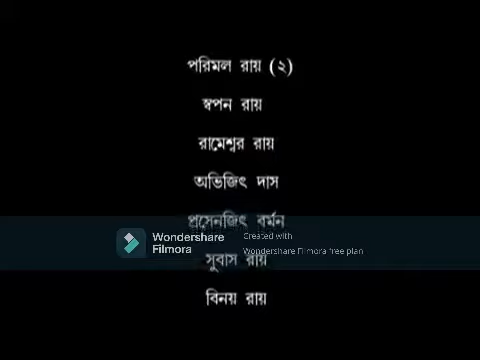 পরিমল রায় (২)
স্বপন রায়
রামেশ্বর রায়
অভিজিৎ দাস
প্রসেনজিৎ বর্মন
Wondershare
Filmora
Created with
Wondershare Filmora free plan
সুবাস রায়
বিনয় রায়